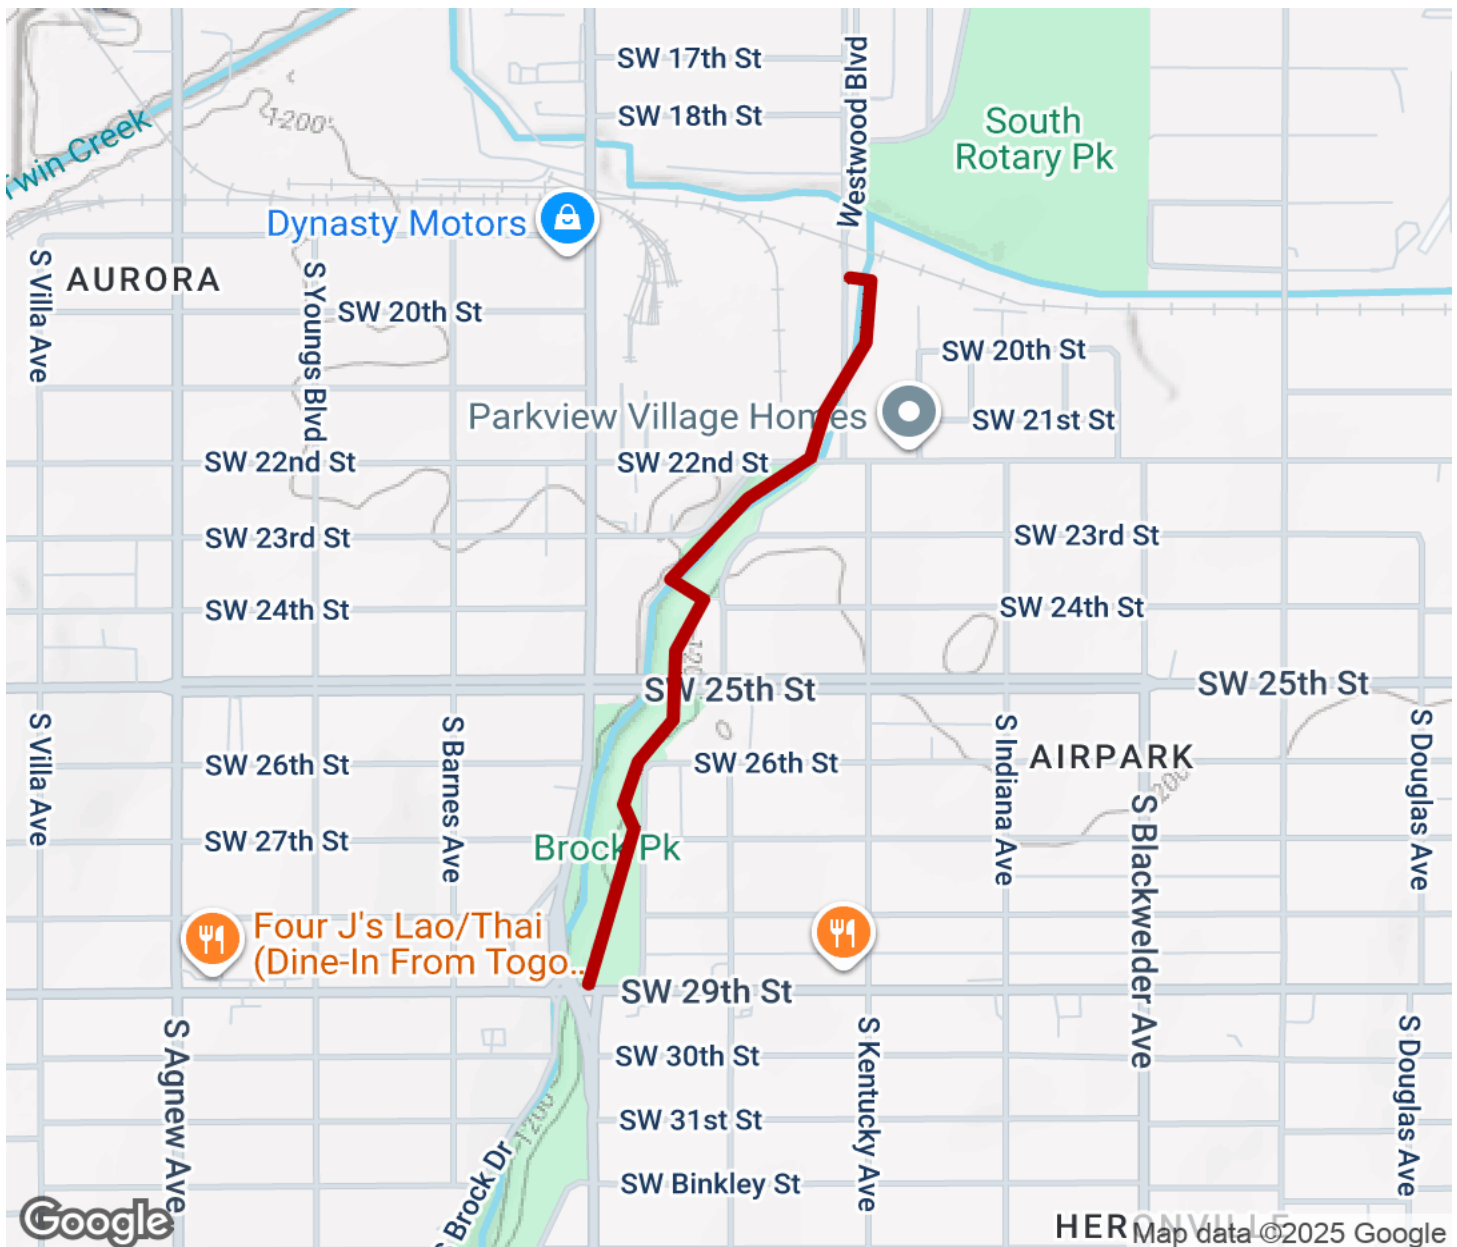 SW 17th St
Westwood Blvd
SW 18th St
South
Rotary Pk
1200'
Twin Creek
Dynasty Motors
AURORA
S Villa Ave
S Youngs Blvd
SW 20th St
SW 20th St
Parkview Village Homes
SW 21st St
SW 22nd St
SW 22nd St
SW 23rd St
SW 23rd St
SW 24th St
SW 24th St
SW 25th St
SW 25th St
S Villa Ave
S Barnes Ave
S Indiana Ave
S Douglas Ave
AIRPARK
SW 26th St
SW 26th St
S Blackwelder Ave
SW 27th St
Brock Pk
Four J's Lao/Thai
(Dine-In From Togo...
SW 29th St
S Agnew Ave
S Kentucky Ave
S Douglas Ave
SW 30th St
1200'
SW 31st St
S Brock Dr
SW Binkley St
Google
Map data ©2025 Google